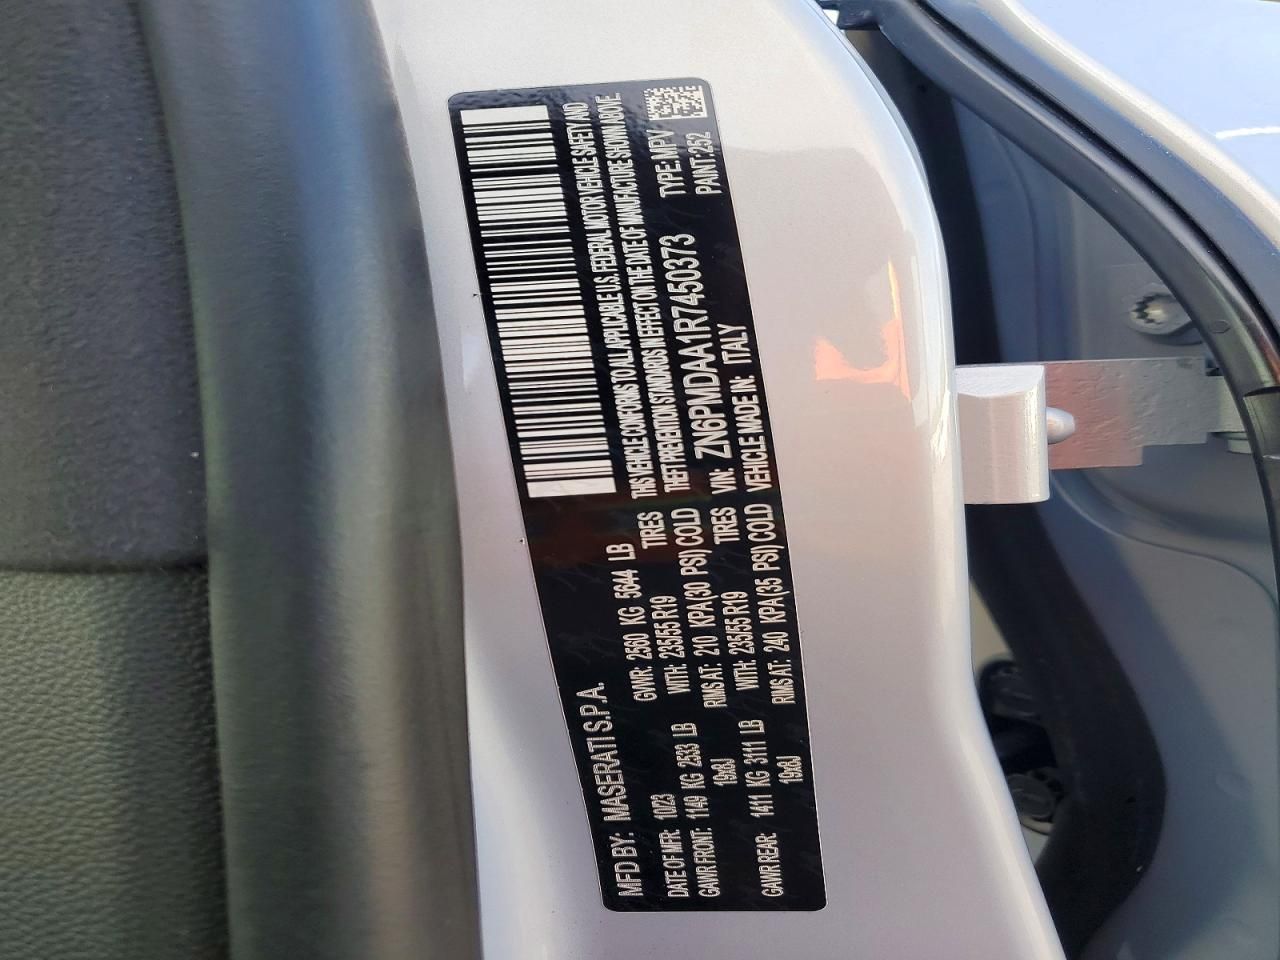 MFD BY: MASERATI S.P.A.
DATE OF MFR: 10/23 GVWR: 2560 KG 5644 LB
GAWR FRONT: 1149 KG 2533 LB WITH: 235/55 R19 TIRES
19x8J RIMS AT: 210 KPA(30 PSI) COLD
GAWR REAR: 1411 KG 3111 LB WITH: 235/55 R19 TIRES
19x8J RIMS AT: 240 KPA(35 PSI) COLD
THIS VEHICLE CONFORMS TO ALL APPLICABLE U.S. FEDERAL MOTOR VEHICLE SAFETY AND
THEFT PREVENTION STANDARDS IN EFFECT ON THE DATE OF MANUFACTURE SHOWN ABOVE.
VIN: ZN6PMDAA1R7450373 TYPE: MPV
VEHICLE MADE IN: ITALY PAINT:252